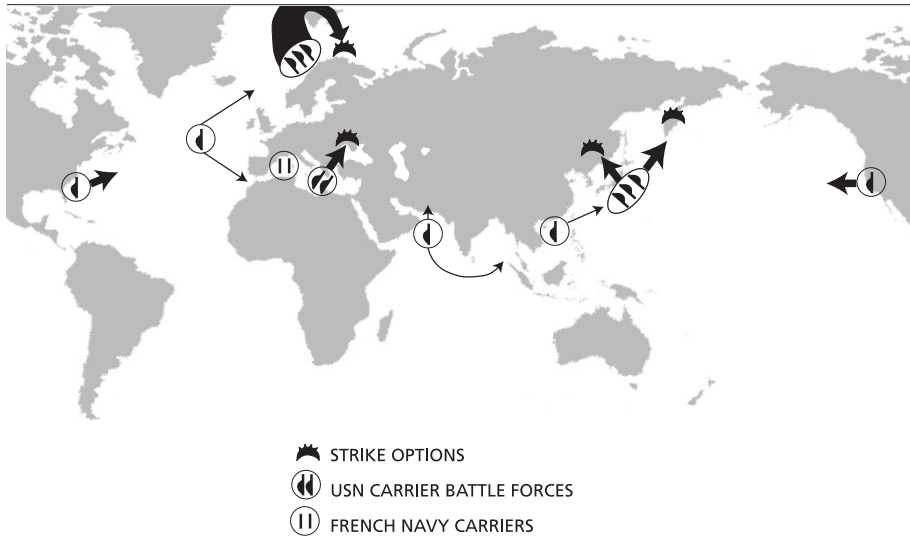 STRIKE OPTIONS
USN CARRIER BATTLE FORCES
FRENCH NAVY CARRIERS